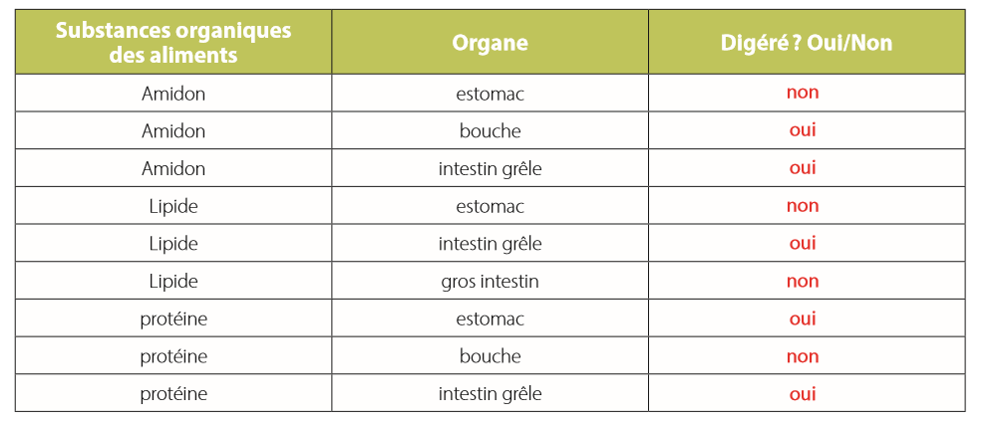 Substances organiques
des aliments
Organe
Digéré ? Oui/Non
Amidon estomac non
Amidon bouche oui
Amidon intestin grêle oui
Lipide estomac non
Lipide intestin grêle oui
Lipide gros intestin non
protéine estomac oui
protéine bouche non
protéine intestin grêle oui